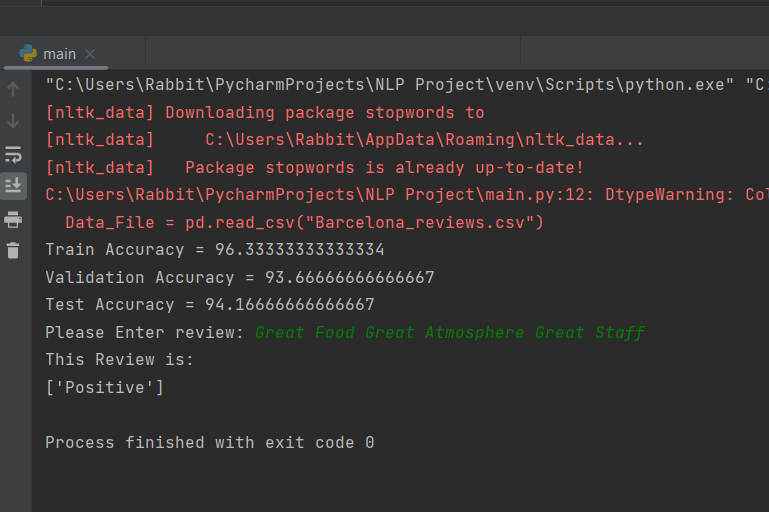 main
"C:\Users\Rabbit\PycharmProjects\NLP Project\venv\Scripts\python.exe" "C:
[nltk_data] Downloading package stopwords to
[nltk_data]     C:\Users\Rabbit\AppData\Roaming\nltk_data...
[nltk_data]   Package stopwords is already up-to-date!
C:\Users\Rabbit\PycharmProjects\NLP Project\main.py:12: DtypeWarning: Col
  Data_File = pd.read_csv("Barcelona_reviews.csv")
Train Accuracy = 96.33333333333334
Validation Accuracy = 93.66666666666667
Test Accuracy = 94.16666666666667
Please Enter review: Great Food Great Atmosphere Great Staff
This Review is:
['Positive']
Process finished with exit code 0